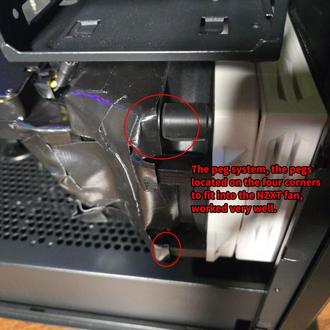 The peg system, the pegs
located on the four corners
to fit into the NZXT fan,
worked very well.